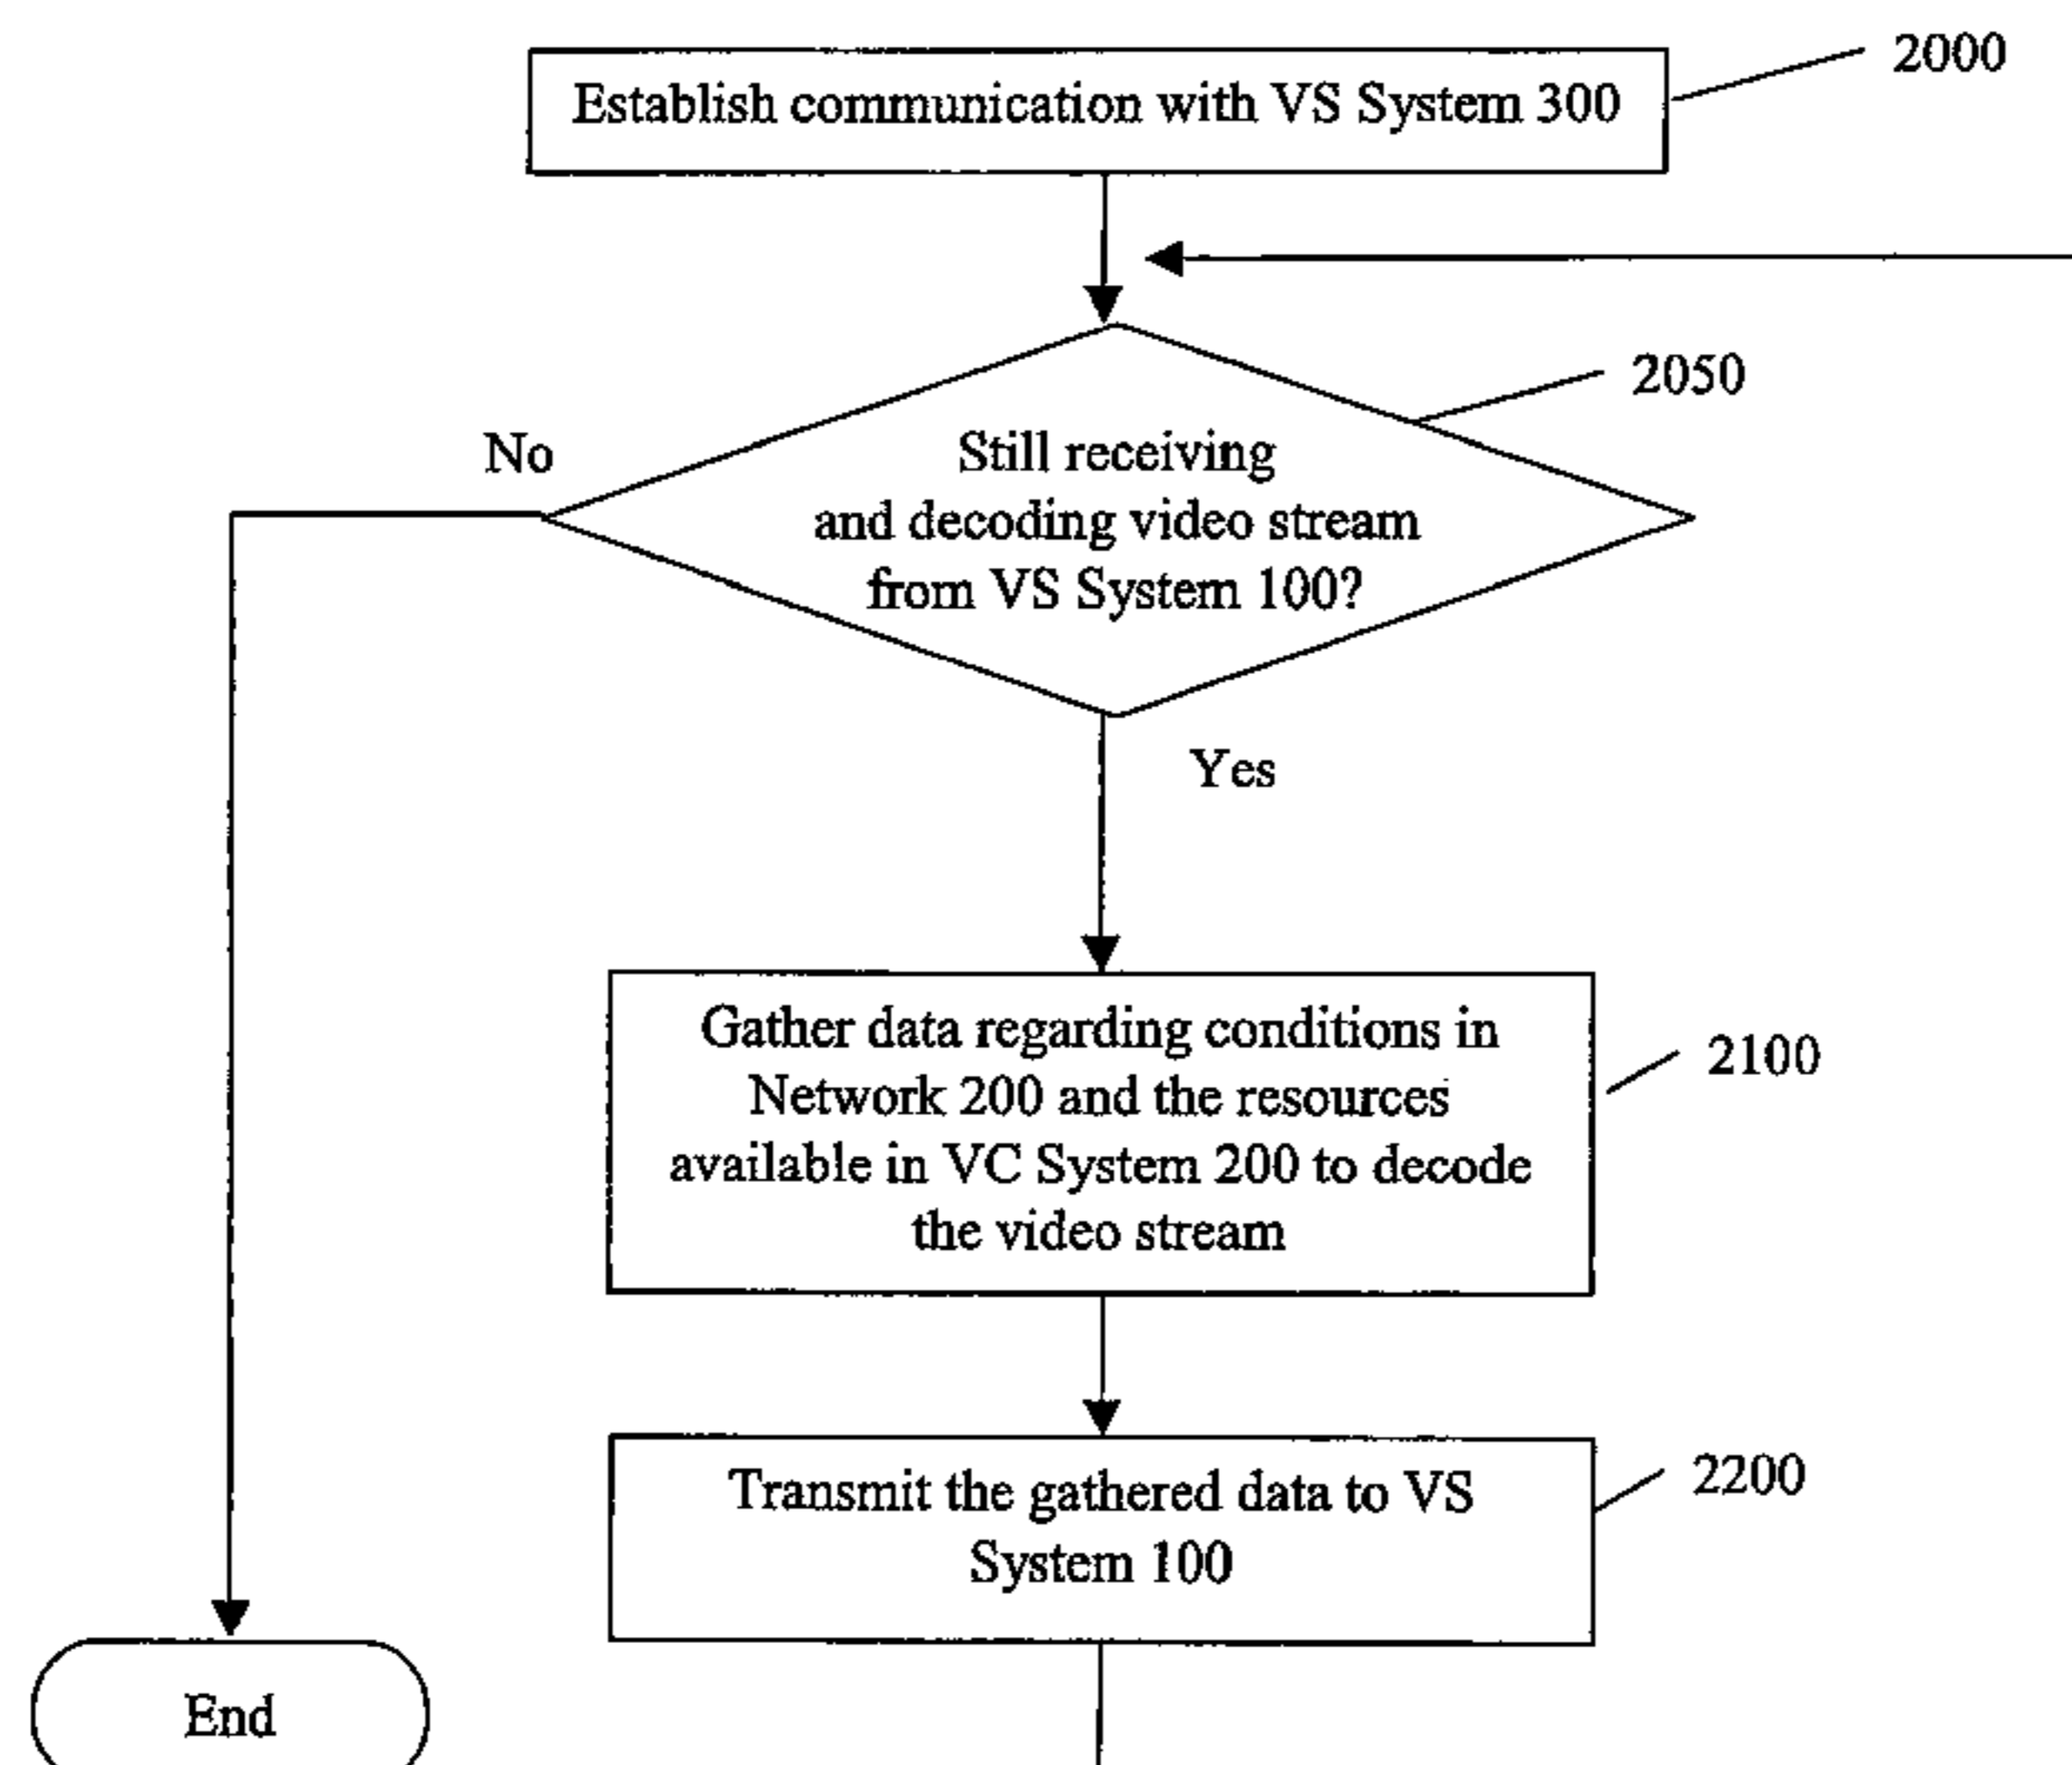 2000
Establish communication with VS System 300
2050
No
Still receiving
and decoding video stream
from VS System 100?
Yes
Gather data regarding conditions in
Network 200 and the resources
available in VC System 200 to decode
the video stream
2100
Transmit the gathered data to VS
System 100
2200
End